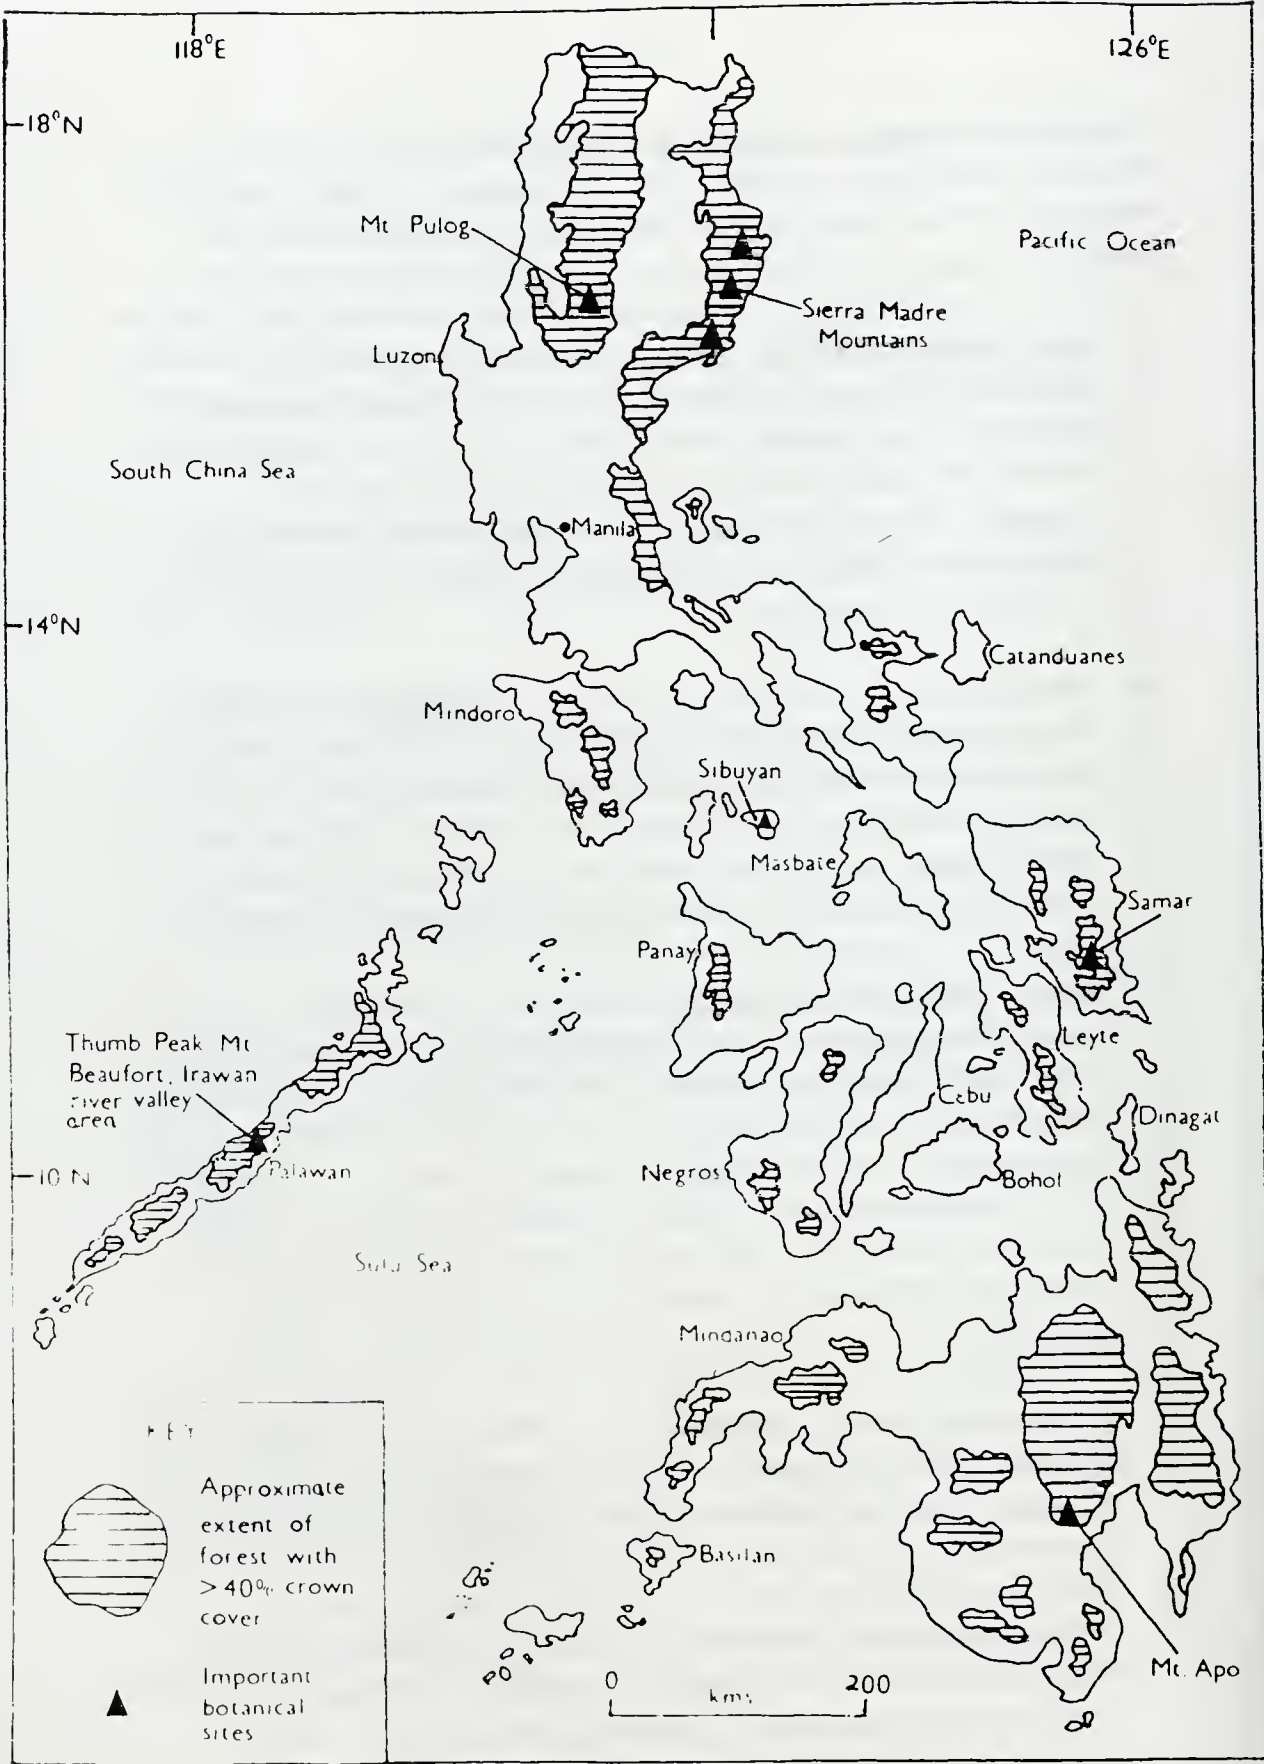 118°E
126°E
18°N
Mt Pulog
Pacific Ocean
Sierra Madre
Mountains
Luzon
South China Sea
Manila
14°N
Catanduanes
Mindoro
Sibuyan
Masbate
Samar
Panay
Thumb Peak Mt
Beaufort, Irawan
river valley
area
Leyte
Cebu
Dinagat
10 N
Palawan
Negros
Bohol
Sulu Sea
Mindanao
KEY
Approximate
extent of
forest with
>40% crown
cover
Basilan
Important
botanical
sites
0 kms 200
Mt. Apo